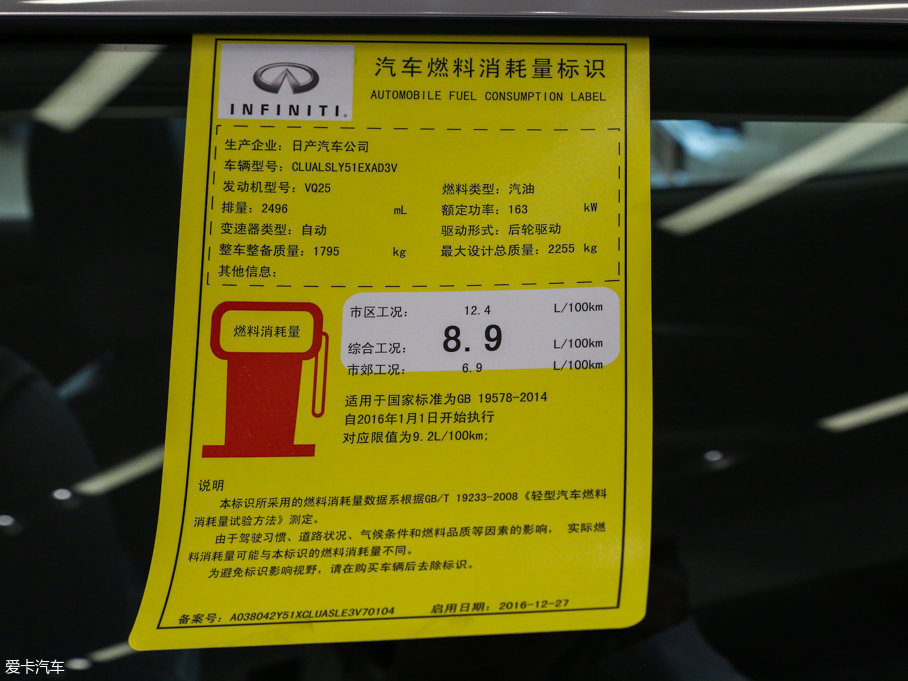 INFINITI
汽车燃料消耗量标识
AUTOMOBILE FUEL CONSUMPTION LABEL
生产企业: 日产汽车公司
车辆型号: CLUALSLY51EXAD3V
发动机型号: VQ25 燃料类型: 汽油
排量: 2496 mL 额定功率: 163 kW
变速器类型: 自动 驱动形式: 后轮驱动
整车整备质量: 1795 kg 最大设计总质量: 2255 kg
其他信息:
燃料消耗量
市区工况: 12.4 L/100km
综合工况: 8.9 L/100km
市郊工况: 6.9 L/100km
适用于国家标准为GB 19578-2014
自2016年1月1日开始执行
对应限值为9.2L/100km;
说明
本标识所采用的燃料消耗量数据系根据GB/T 19233-2008《轻型汽车燃料
消耗量试验方法》测定。
由于驾驶习惯、道路状况、气候条件和燃料品质等因素的影响, 实际燃
料消耗量可能与本标识的燃料消耗量不同。
为避免标识影响视野,请在购买车辆后去除标识。
备案号: A038042Y51XCLUASLE3V70104 启用日期: 2016-12-27
爱卡汽车